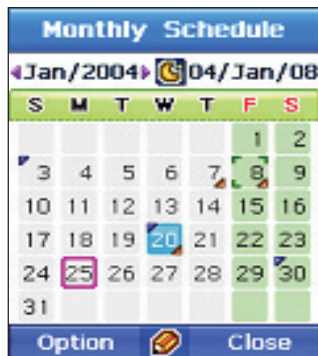 Monthly Schedule
Jan/2004 04/Jan/08
S M T W T F S
1 2
3 4 5 6 7 8 9
10 11 12 13 14 15 16
17 18 19 20 21 22 23
24 25 26 27 28 29 30
31
Option Close